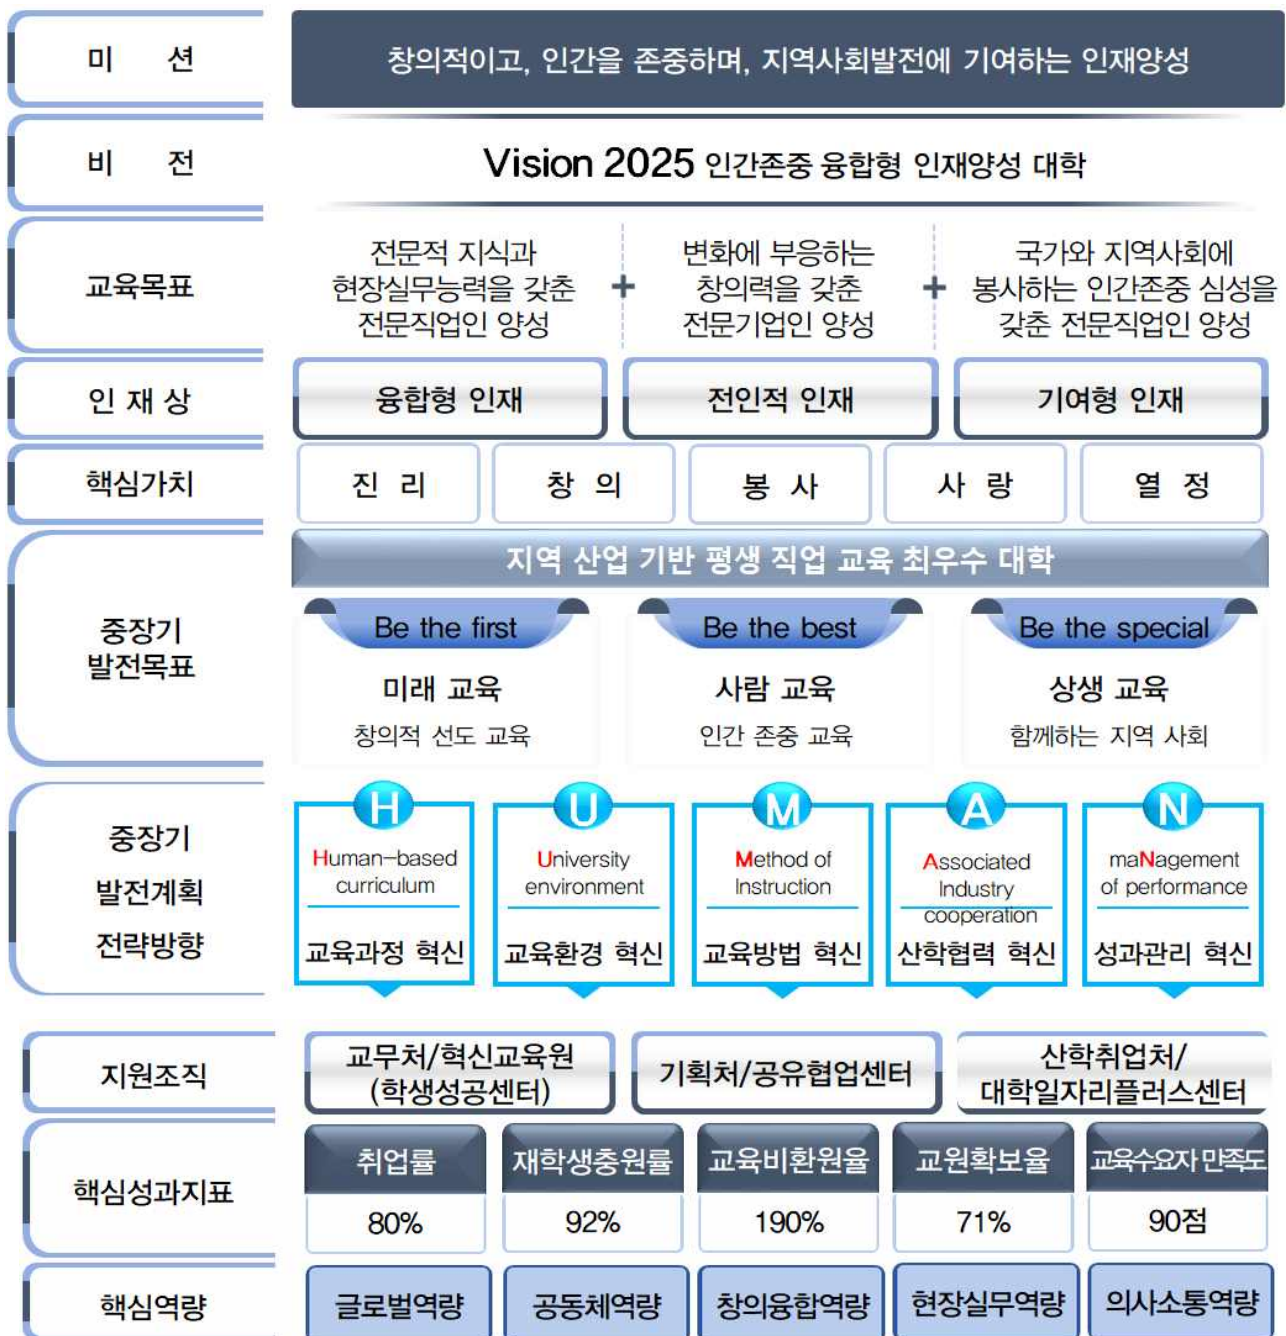 미 션
창의적이고, 인간을 존중하며, 지역사회발전에 기여하는 인재양성
비 전
Vision 2025 인간존중 융합형 인재양성 대학
교육목표
전문적 지식과
현장실무능력을 갖춘
전문직업인 양성
+
변화에 부응하는
창의력을 갖춘
전문기업인 양성
+
국가와 지역사회에
봉사하는 인간존중 심성을
갖춘 전문직업인 양성
인 재 상
융합형 인재
전인적 인재
기여형 인재
핵심가치
진 리
창 의
봉 사
사 랑
열 정
중장기
발전목표
지역 산업 기반 평생 직업 교육 최우수 대학
Be the first
미래 교육
창의적 선도 교육
Be the best
사람 교육
인간 존중 교육
Be the special
상생 교육
함께하는 지역 사회
중장기
발전계획
전략방향
H
Human-based
curriculum
교육과정 혁신
U
University
environment
교육환경 혁신
M
Method of
Instruction
교육방법 혁신
A
Associated
Industry
cooperation
산학협력 혁신
N
maNagement
of performance
성과관리 혁신
지원조직
교무처/혁신교육원
(학생성공센터)
기획처/공유협업센터
산학취업처/
대학일자리플러스센터
핵심성과지표
취업률
80%
재학생충원률
92%
교육비환원율
190%
교원확보율
71%
교육수요자 만족도
90점
핵심역량
글로벌역량
공동체역량
창의융합역량
현장실무역량
의사소통역량